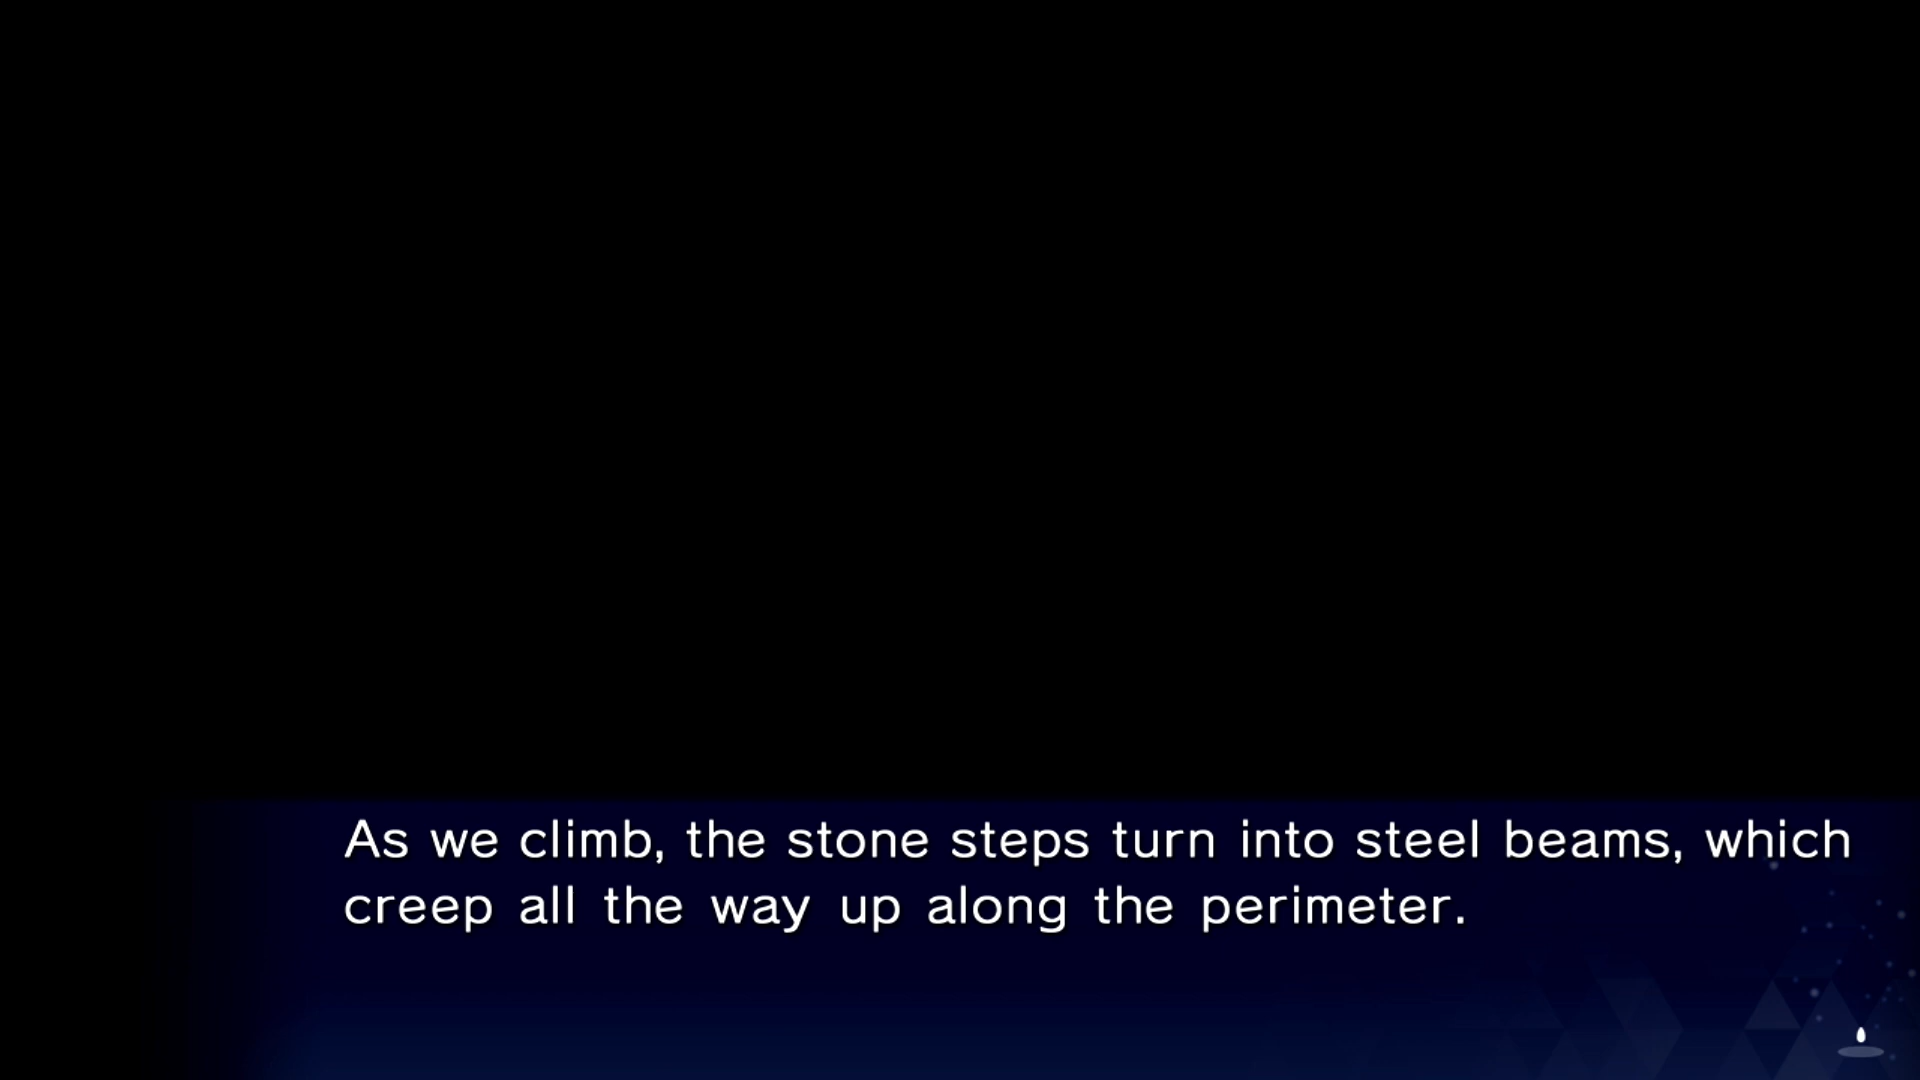 As we climb, the stone steps turn into steel beams, which
creep all the way up along the perimeter.